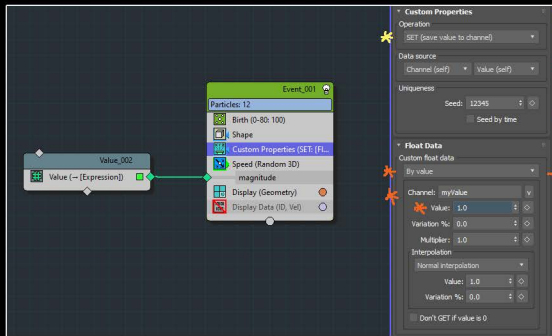 Event_001
Particles: 12
Birth (0-80: 100)
Shape
Custom Properties (SET: [Fl...
Speed (Random 3D)
magnitude
Display (Geometry)
Display Data (ID, Vel)
Value_002
Value (→ [Expression])
Custom Properties
Operation
SET (save value to channel)
Data source
Channel (self) Value (self)
Uniqueness
Seed: 12345
Seed by time
Float Data
Custom float data
By value
Channel: myValue v
Value: 1.0
Variation %: 0.0
Multiplier: 1.0
Interpolation
Normal interpolation
Value: 1.0
Variation %: 0.0
Don't GET if value is 0